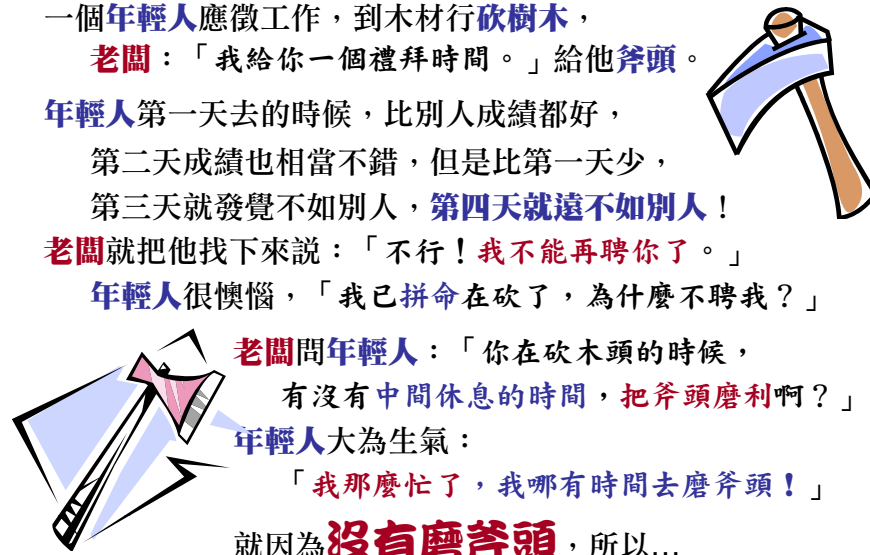 一個年輕人應徵工作，到木材行砍樹木，
老闆：「我給你一個禮拜時間。」給他斧頭。
年輕人第一天去的時候，比別人成績都好，
第二天成績也相當不錯，但是比第一天少，
第三天就發覺不如別人，第四天就遠不如別人！
老闆就把他找下來說：「不行！我不能再聘你了。」
年輕人很懊惱，「我已拼命在砍了，為什麼不聘我？」
老闆問年輕人：「你在砍木頭的時候，
有沒有中間休息的時間，把斧頭磨利啊？」
年輕人大為生氣：
「我那麼忙了，我哪有時間去磨斧頭！」
就因為沒有磨斧頭，所以...